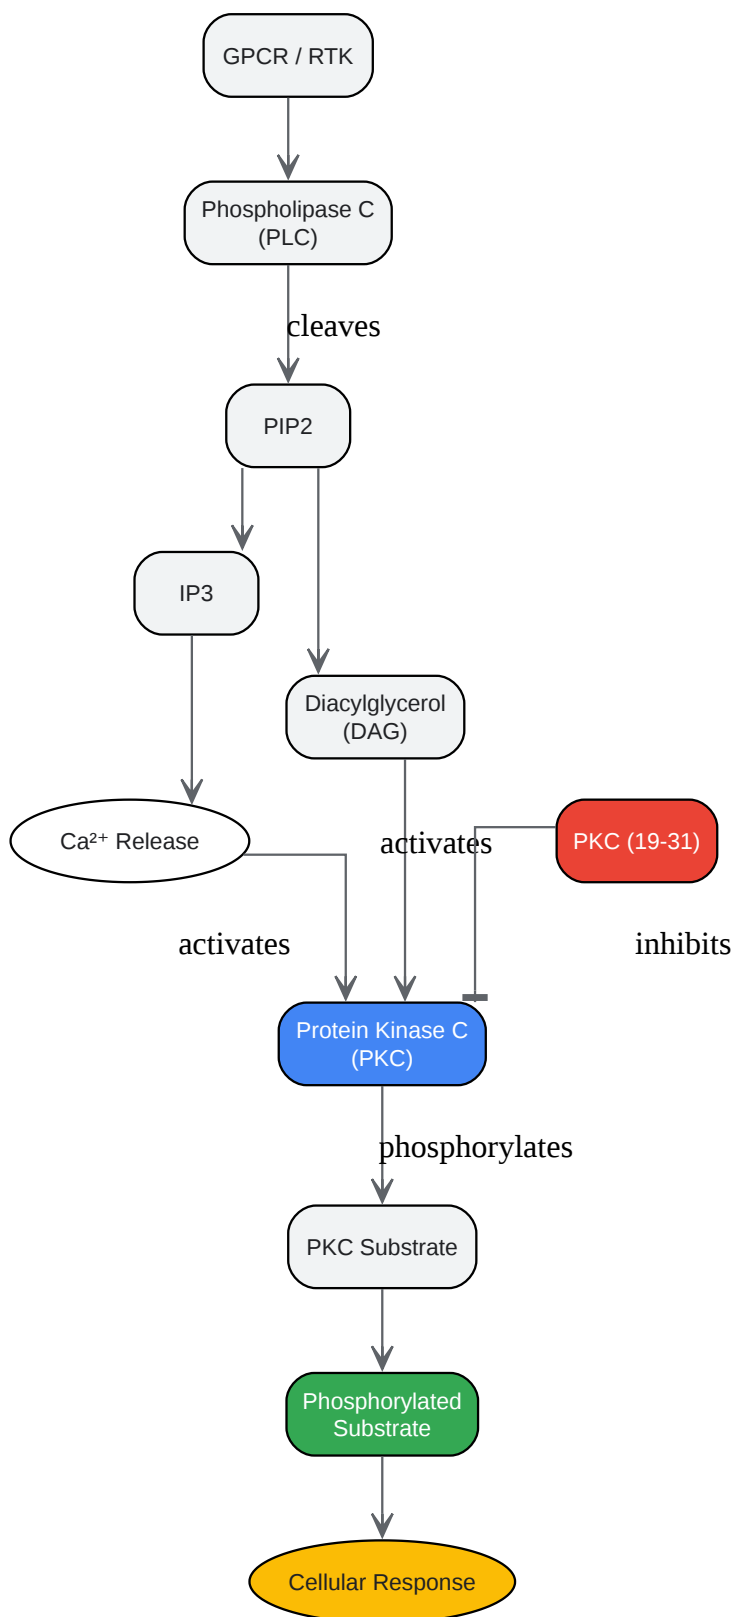 GPCR / RTK
Phospholipase C
(PLC)
cleaves
PIP2
IP3
Diacylglycerol
(DAG)
Ca²⁺ Release
activates
PKC (19-31)
activates
inhibits
Protein Kinase C
(PKC)
phosphorylates
PKC Substrate
Phosphorylated
Substrate
Cellular Response